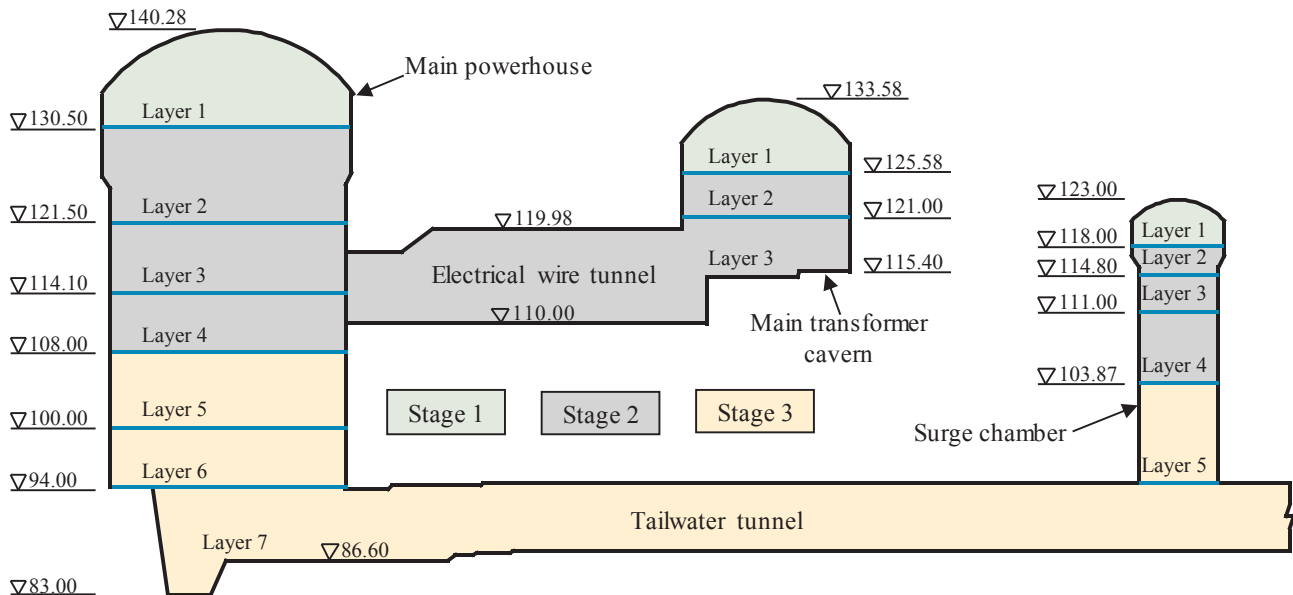 ▽140.28
Main powerhouse
▽133.58
Layer 1
▽130.50
Layer 1
▽125.58
▽123.00
Layer 2
▽121.50
Layer 2
▽121.00
▽119.98
Layer 1
▽118.00
Layer 2
▽114.80
Layer 3
▽114.10
Electrical wire tunnel
Layer 3
▽115.40
Layer 3
▽111.00
▽110.00
Main transformer
cavern
Layer 4
▽108.00
Layer 4
▽103.87
Layer 5
▽100.00
Stage 1
Stage 2
Stage 3
Surge chamber
Layer 6
▽94.00
Layer 5
Tailwater tunnel
Layer 7
▽86.60
▽83.00